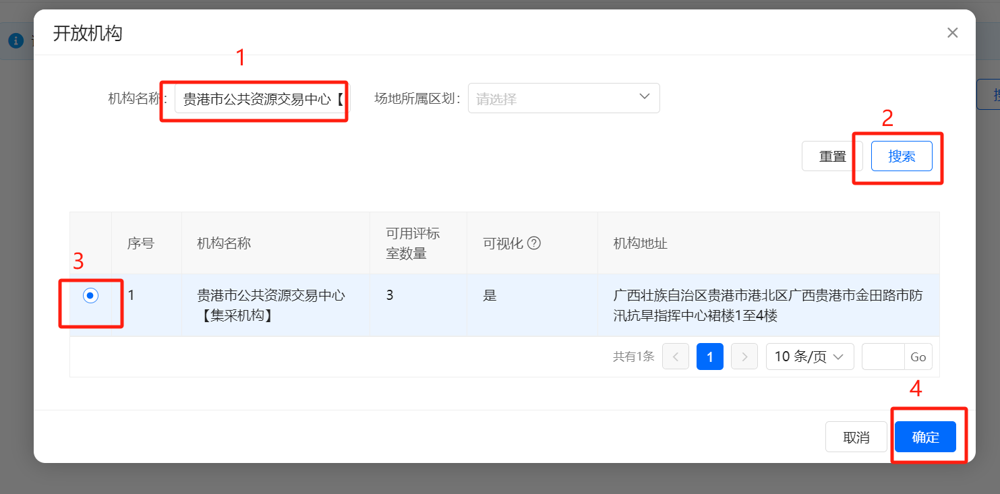 开放机构
1
机构名称:
贵港市公共资源交易中心【
场地所属区划:
请选择
2
重置
搜索
序号
机构名称
可用评标
室数量
可视化
机构地址
3
1
贵港市公共资源交易中心
【集采机构】
3
是
广西壮族自治区贵港市港北区广西贵港市金田路市防
汛抗旱指挥中心裙楼1至4楼
共有1条
1
10 条/页
Go
4
取消
确定